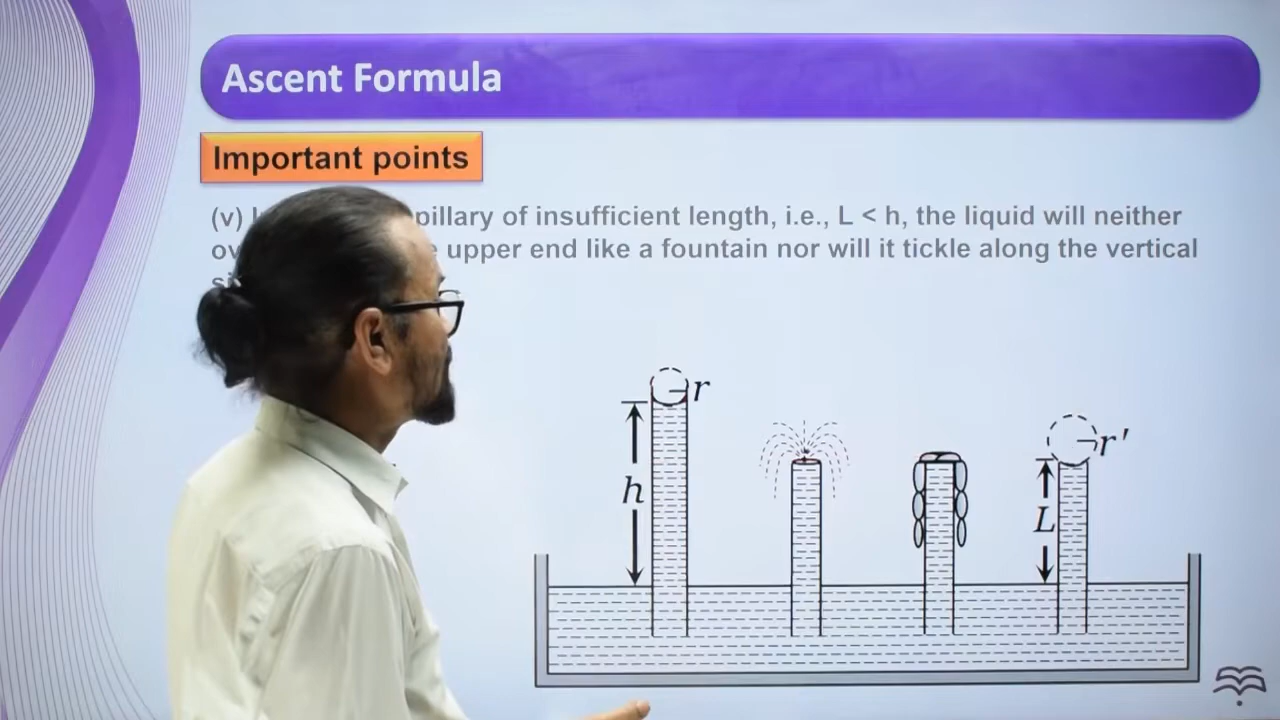 Ascent Formula
Important points
(v) pillary of insufficient length, i.e., L < h, the liquid will neither
upper end like a fountain nor will it tickle along the vertical
r
h
r'
L